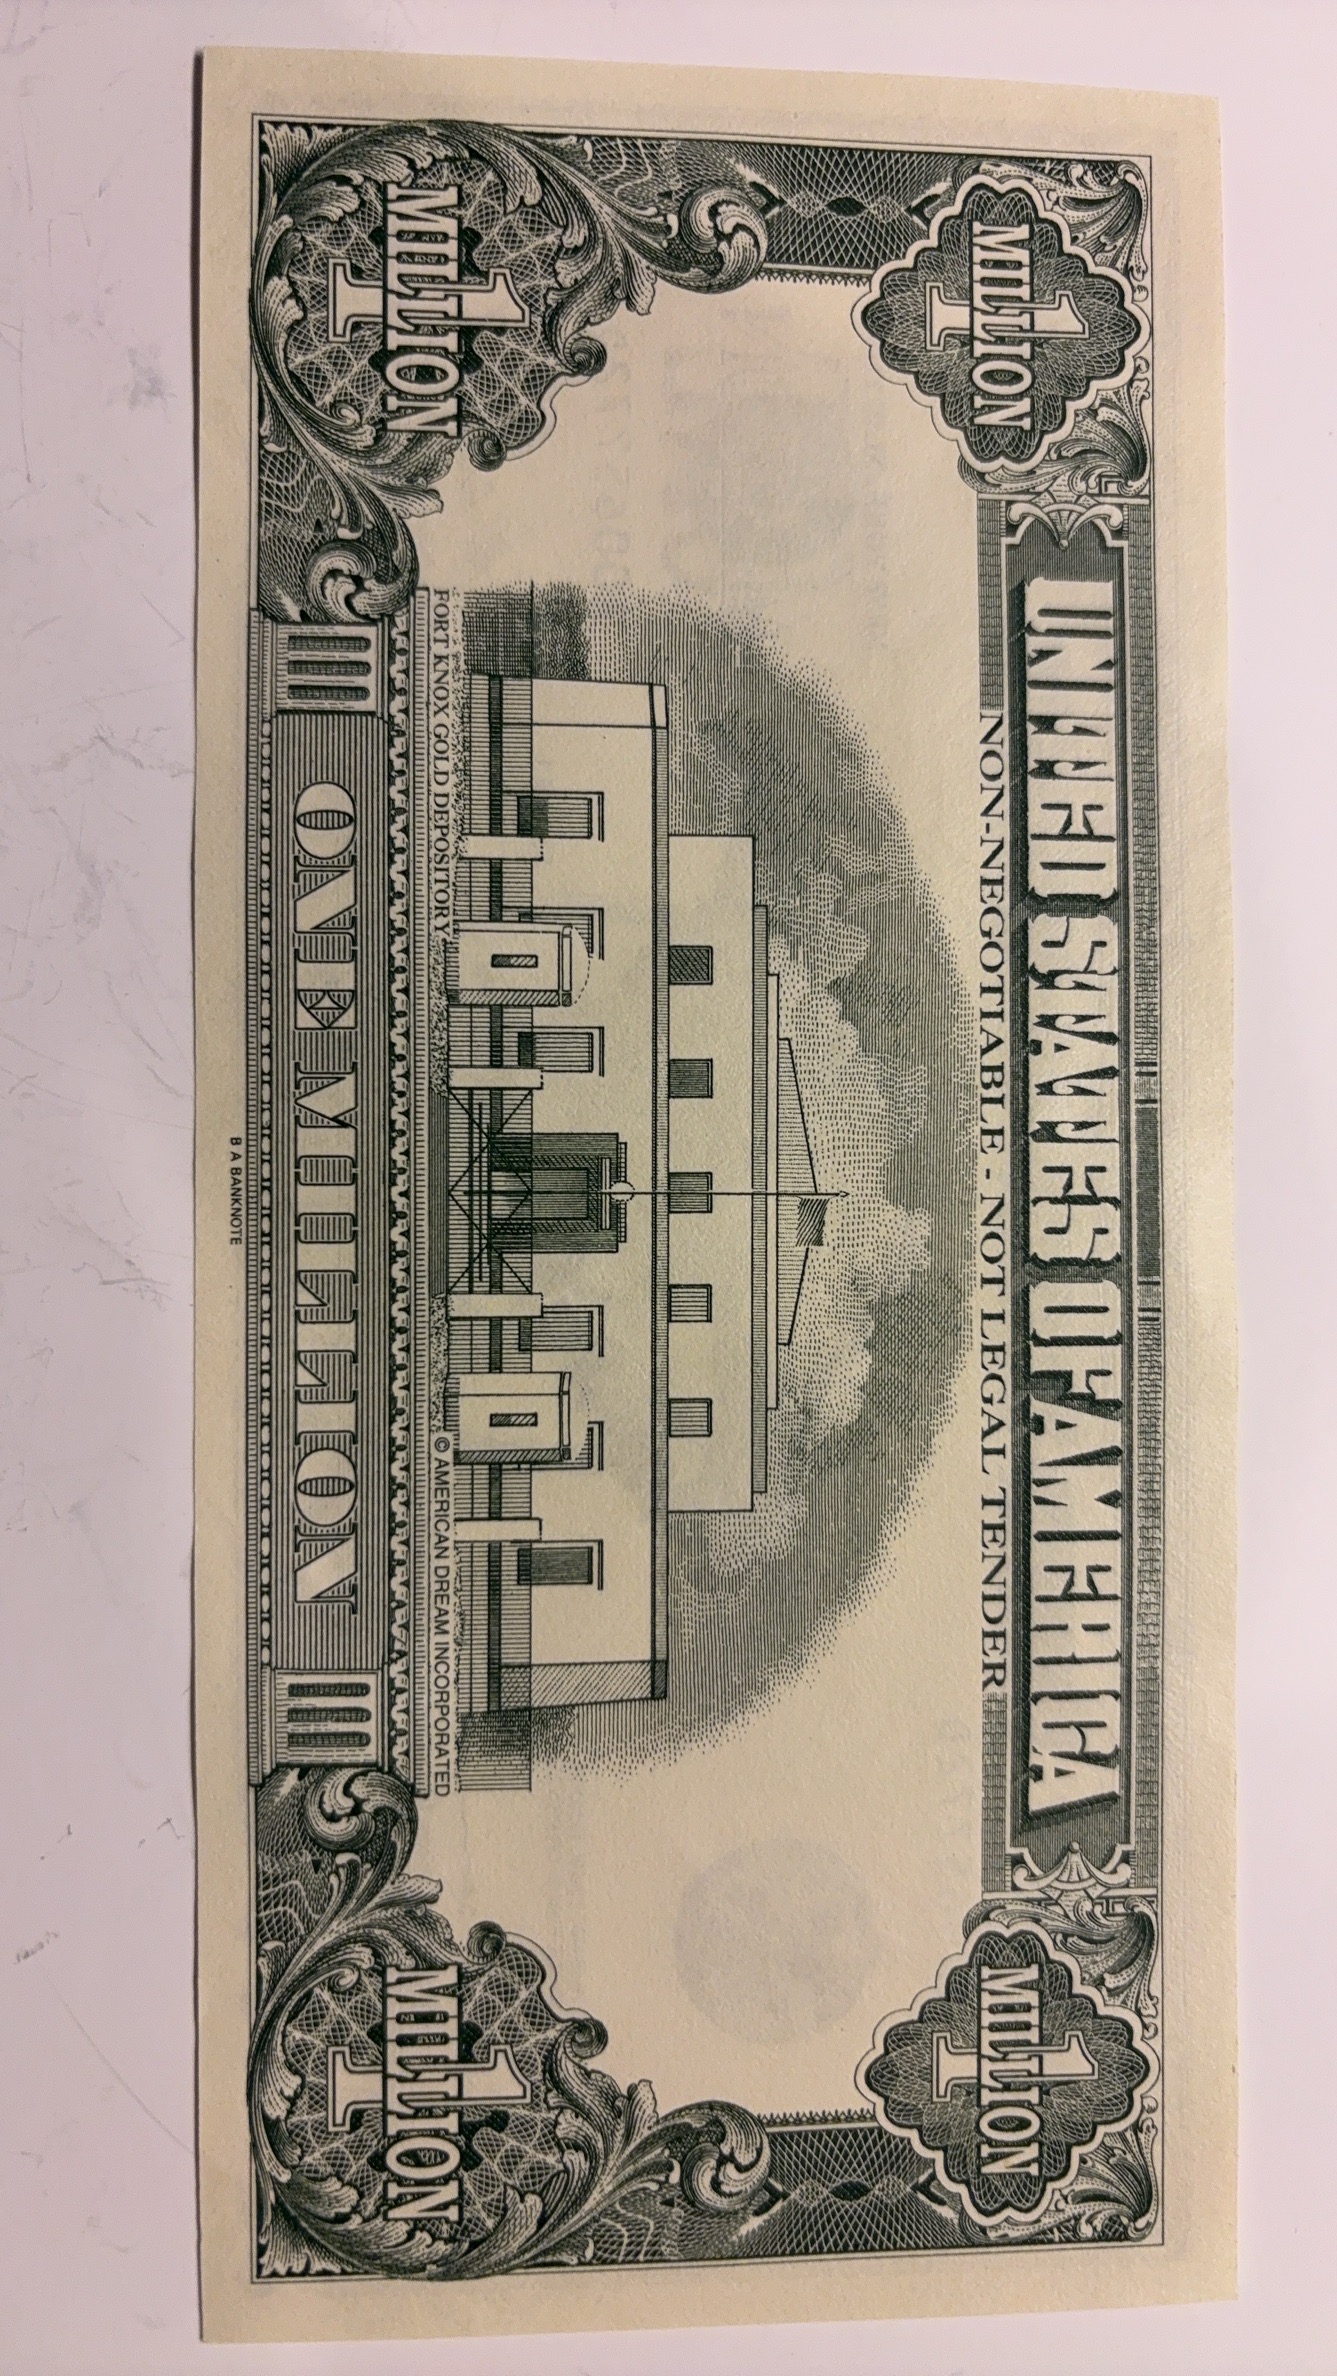 1
MILLION
UNITED STATES OF AMERICA
1
MILLION
NON-NEGOTIABLE - NOT LEGAL TENDER
1
MILLION
FORT KNOX GOLD DEPOSITORY
© AMERICAN DREAM INCORPORATED
1
MILLION
ONE MILLION
B A BANKNOTE